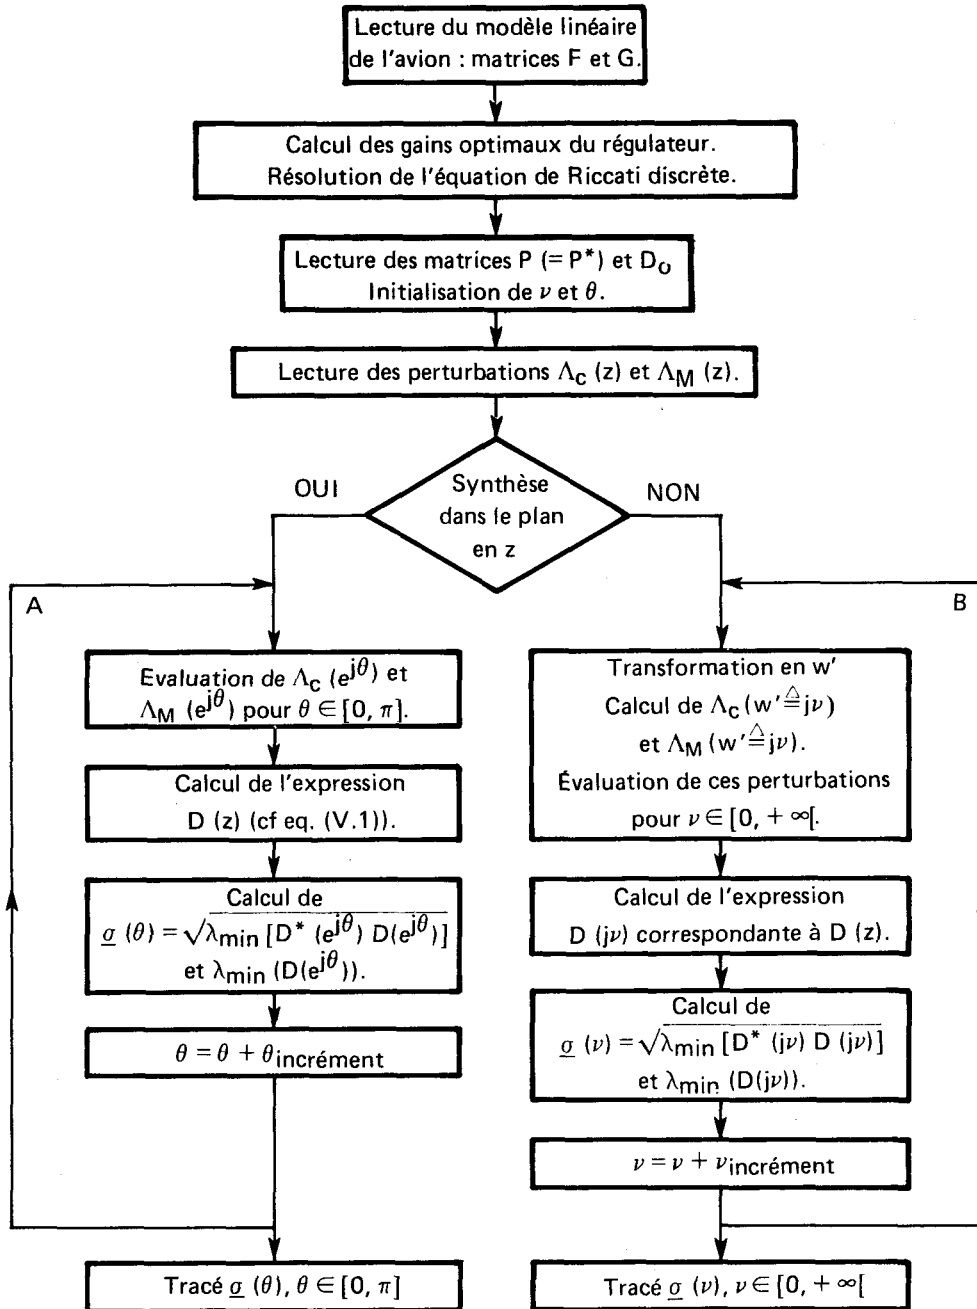 Lecture du modèle linéaire
de l'avion : matrices F et G.
Calcul des gains optimaux du régulateur.
Résolution de l'équation de Riccati discrète.
Lecture des matrices P (= P*) et D₀
Initialisation de ν et θ.
Lecture des perturbations Λc (z) et ΛM (z).
OUI
Synthèse
dans le plan
en z
NON
A
Evaluation de Λc (e^jθ) et
ΛM (e^jθ) pour θ ∈ [0, π].
Calcul de l'expression
D (z) (cf eq. (V.1)).
Calcul de
σ (θ) = √λmin [D* (e^jθ) D(e^jθ)]
et λmin (D(e^jθ)).
θ = θ + θincrément
Tracé σ (θ), θ ∈ [0, π]
B
Transformation en w'
Calcul de Λc (w' ≜ jν)
et ΛM (w' ≜ jν).
Évaluation de ces perturbations
pour ν ∈ [0, + ∞[.
Calcul de l'expression
D (jν) correspondante à D (z).
Calcul de
σ (ν) = √λmin [D* (jν) D (jν)]
et λmin (D(jν)).
ν = ν + νincrément
Tracé σ (ν), ν ∈ [0, + ∞[